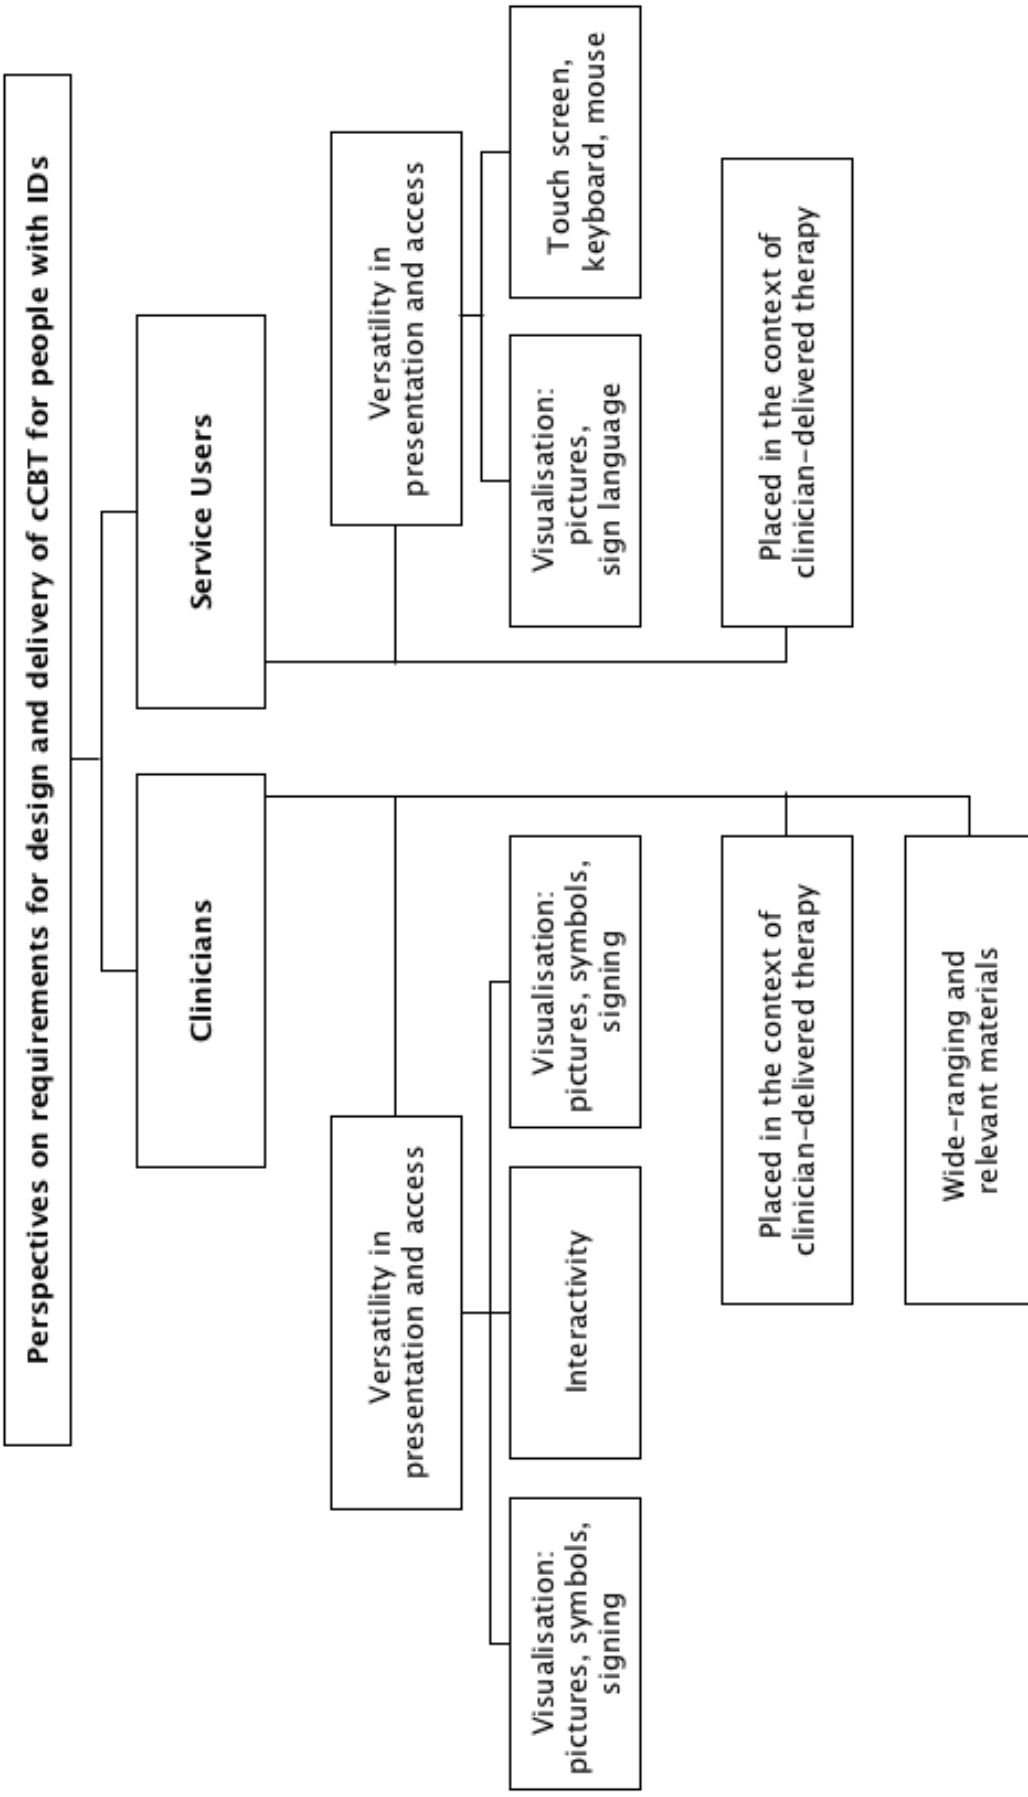 Perspectives on requirements for design and delivery of cCBT for people with IDs
Clinicians
Service Users
Versatility in
presentation and access
Versatility in
presentation and access
Visualisation:
pictures, symbols,
signing
Interactivity
Visualisation:
pictures, symbols,
signing
Visualisation:
pictures,
sign language
Touch screen,
keyboard, mouse
Placed in the context of
clinician-delivered therapy
Placed in the context of
clinician-delivered therapy
Wide-ranging and
relevant materials